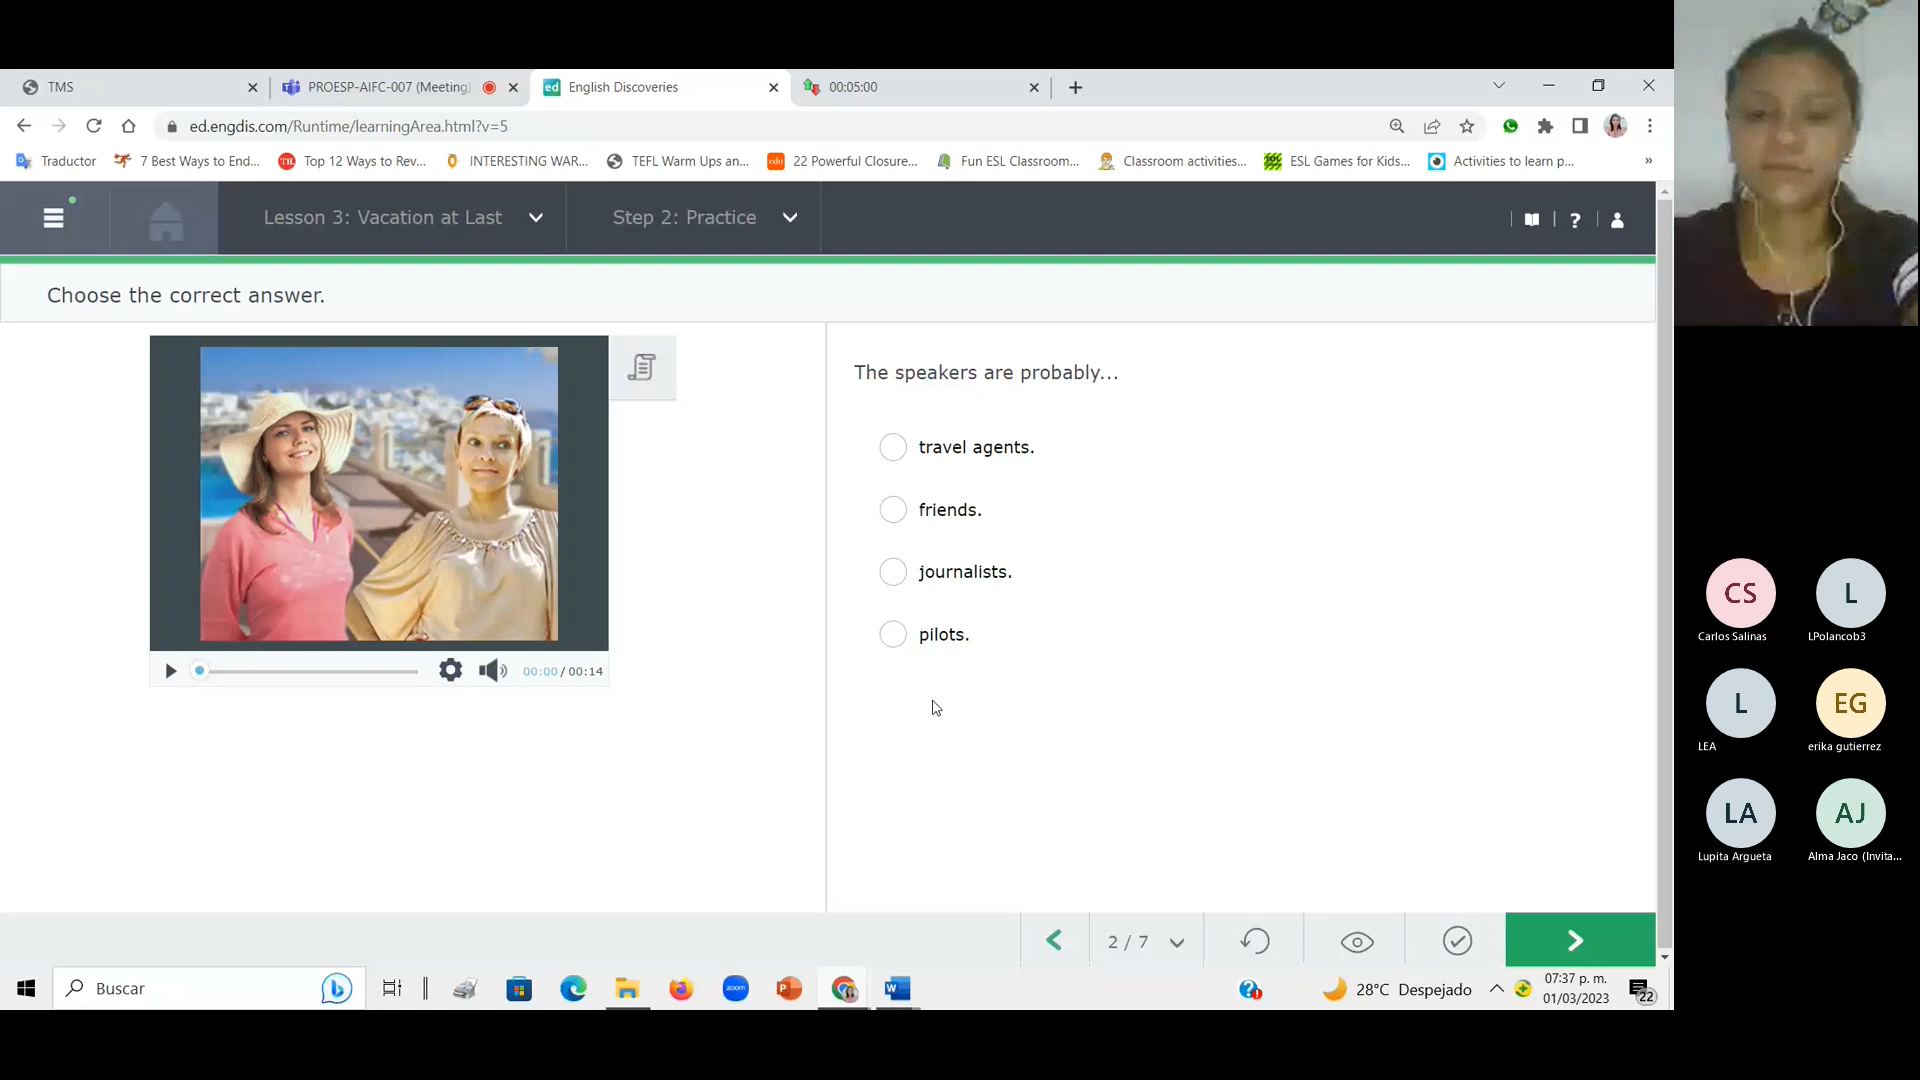 TMS
PROESP-AIFC-007 (Meeting)
ed English Discoveries
00:05:00
ed.engdis.com/Runtime/learningArea.html?v=5
Traductor
7 Best Ways to End...
TH Top 12 Ways to Rev...
INTERESTING WAR...
TEFL Warm Ups an...
edu 22 Powerful Closure...
Fun ESL Classroom...
Classroom activities...
ESL Games for Kids...
Activities to learn p...
»
Lesson 3: Vacation at Last
Step 2: Practice
?
Choose the correct answer.
The speakers are probably...
travel agents.
friends.
journalists.
pilots.
00:00 / 00:14
2 / 7
CS
Carlos Salinas
L
LPolancob3
L
LEA
EG
erika gutierrez
LA
Lupita Argueta
AJ
Alma Jaco (Invita...
Buscar
zoom
28°C Despejado
07:37 p. m.
01/03/2023
22